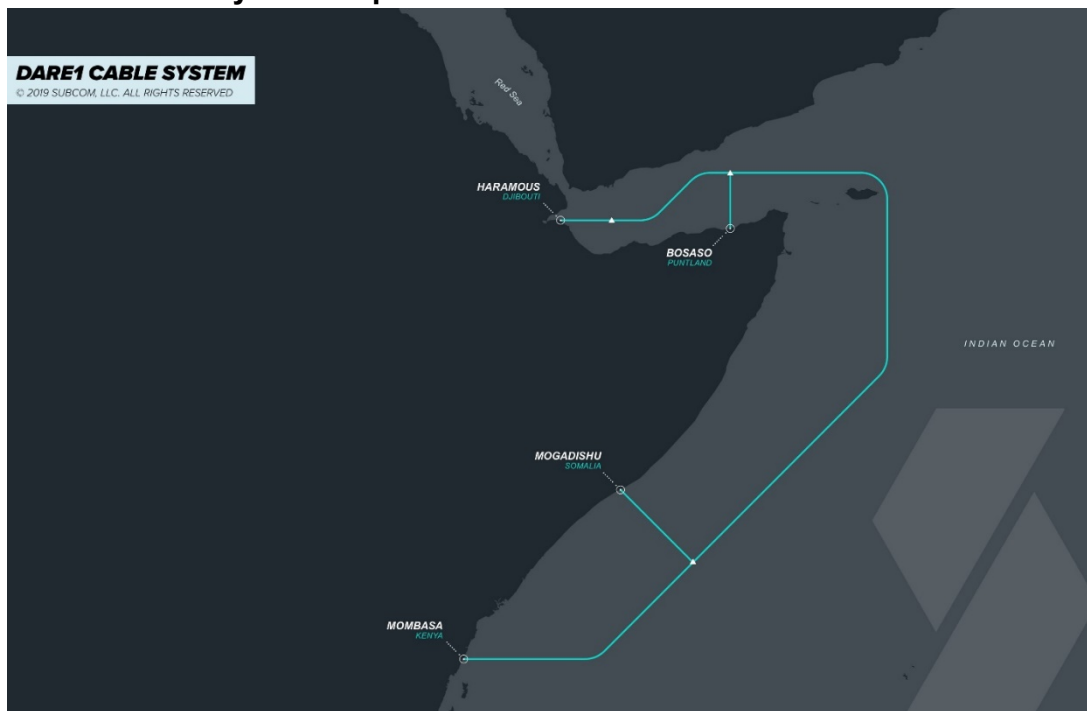 DARE1 CABLE SYSTEM
© 2019 SUBCOM, LLC. ALL RIGHTS RESERVED
Red Sea
HARAMOUS
DJIBOUTI
BOSASO
PUNTLAND
INDIAN OCEAN
MOGADISHU
SOMALIA
MOMBASA
KENYA